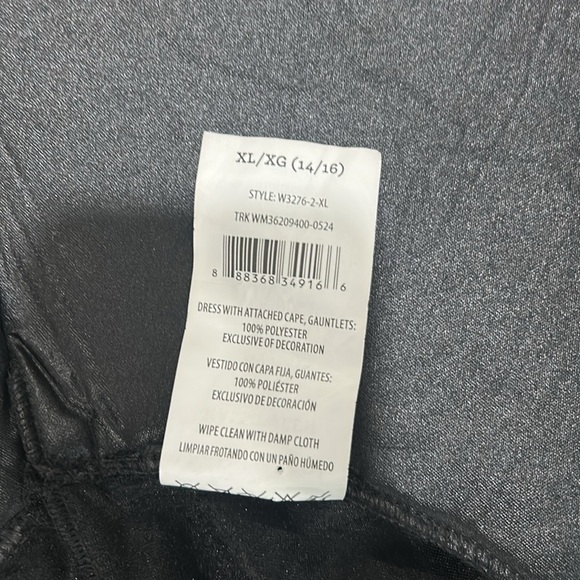 XL/XG (14/16)
STYLE: W3276-2-XL
TRK WM36209400-0524
8 88368 34916 6
DRESS WITH ATTACHED CAPE, GAUNTLETS:
100% POLYESTER
EXCLUSIVE OF DECORATION
VESTIDO CON CAPA FIJA, GUANTES:
100% POLIÉSTER
EXCLUSIVO DE DECORACIÓN
WIPE CLEAN WITH DAMP CLOTH
LIMPIAR FROTANDO CON UN PAÑO HÚMEDO